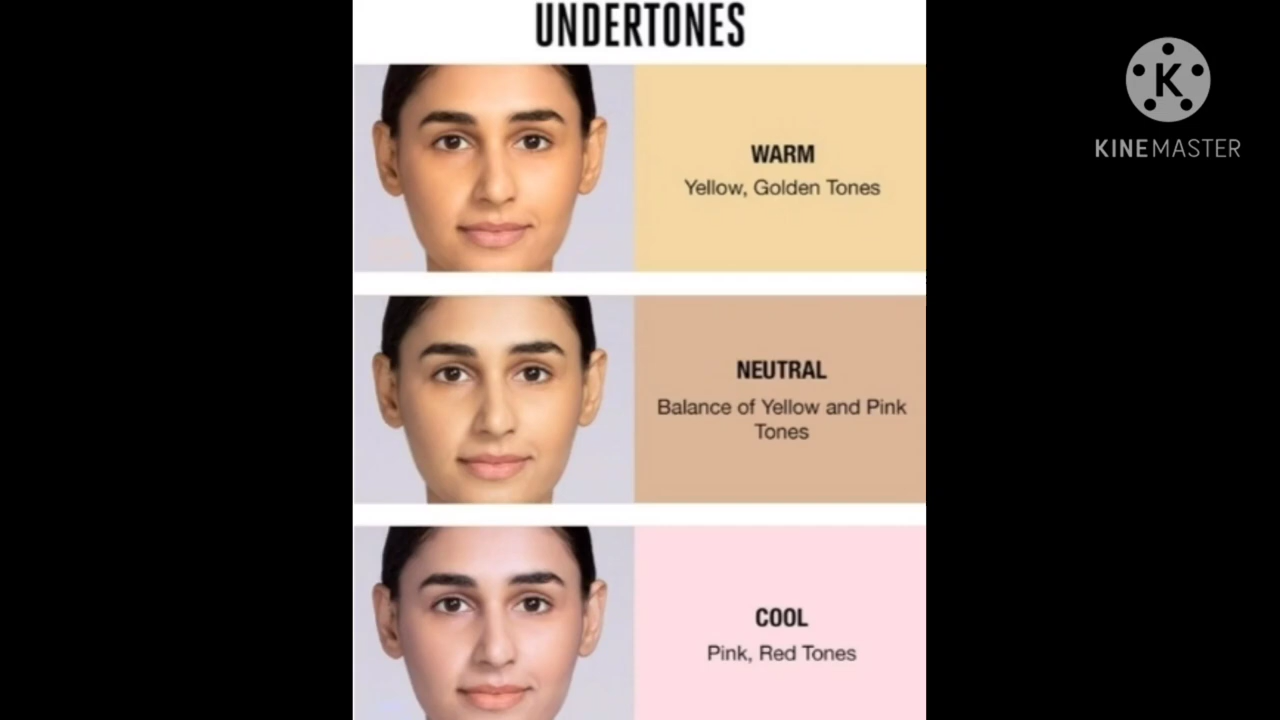 UNDERTONES
WARM
Yellow, Golden Tones
NEUTRAL
Balance of Yellow and Pink
Tones
COOL
Pink, Red Tones
K
KINEMASTER